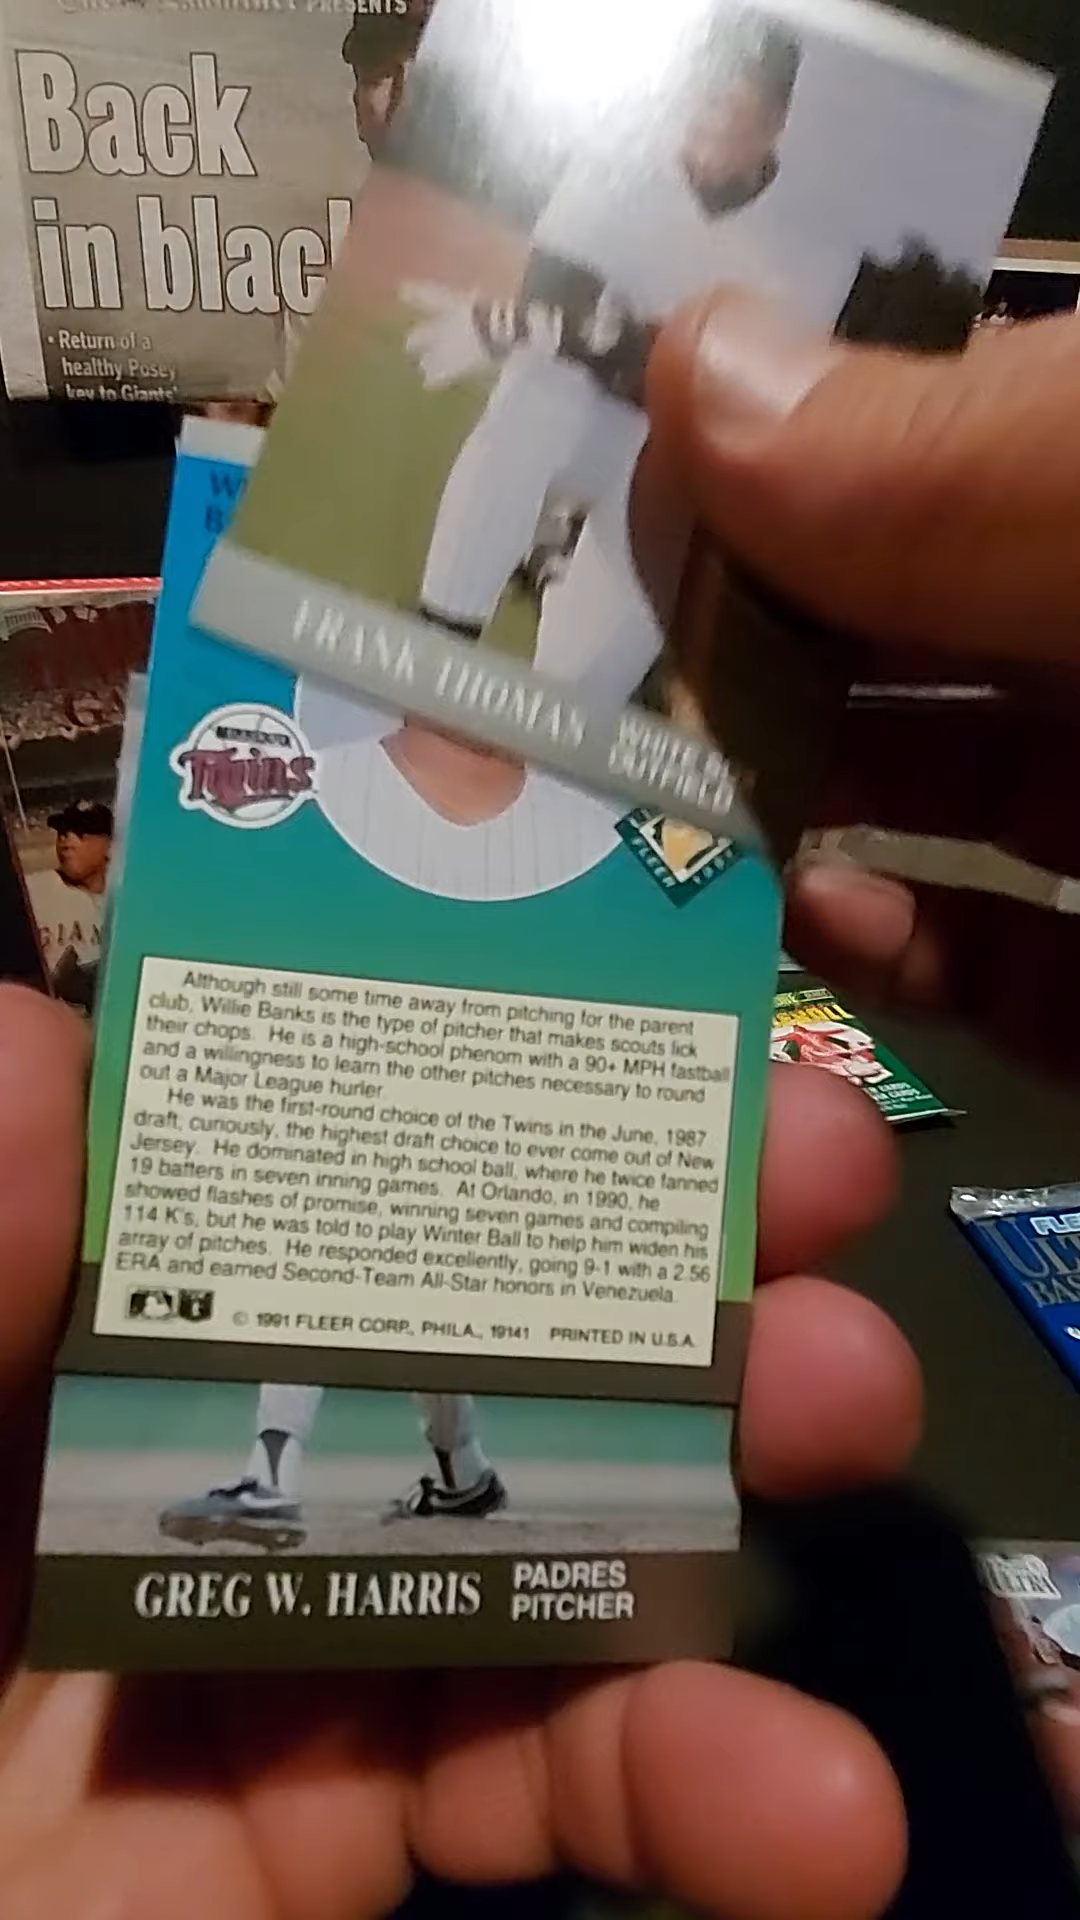 PRESENTS
Back
in blac
• Return of a
healthy Posey
key to Giants'
FRANK THOMAS
Twins
FLEER
GIAN
Although still some time away from pitching for the parent
club, Willie Banks is the type of pitcher that makes scouts lick
their chops. He is a high-school phenom with a 90+ MPH fastball
and a willingness to learn the other pitches necessary to round
out a Major League hurler.
He was the first-round choice of the Twins in the June, 1987
draft, curiously, the highest draft choice to ever come out of New
Jersey. He dominated in high school ball, where he twice fanned
19 batters in seven inning games. At Orlando, in 1990, he
showed flashes of promise, winning seven games and compiling
114 K's, but he was told to play Winter Ball to help him widen his
array of pitches. He responded excellently, going 9-1 with a 2.56
ERA and earned Second-Team All-Star honors in Venezuela.
© 1991 FLEER CORP., PHILA., 19141 PRINTED IN U.S.A.
FLE
ULT
BAS
GREG W. HARRIS
PADRES
PITCHER
ULTRA